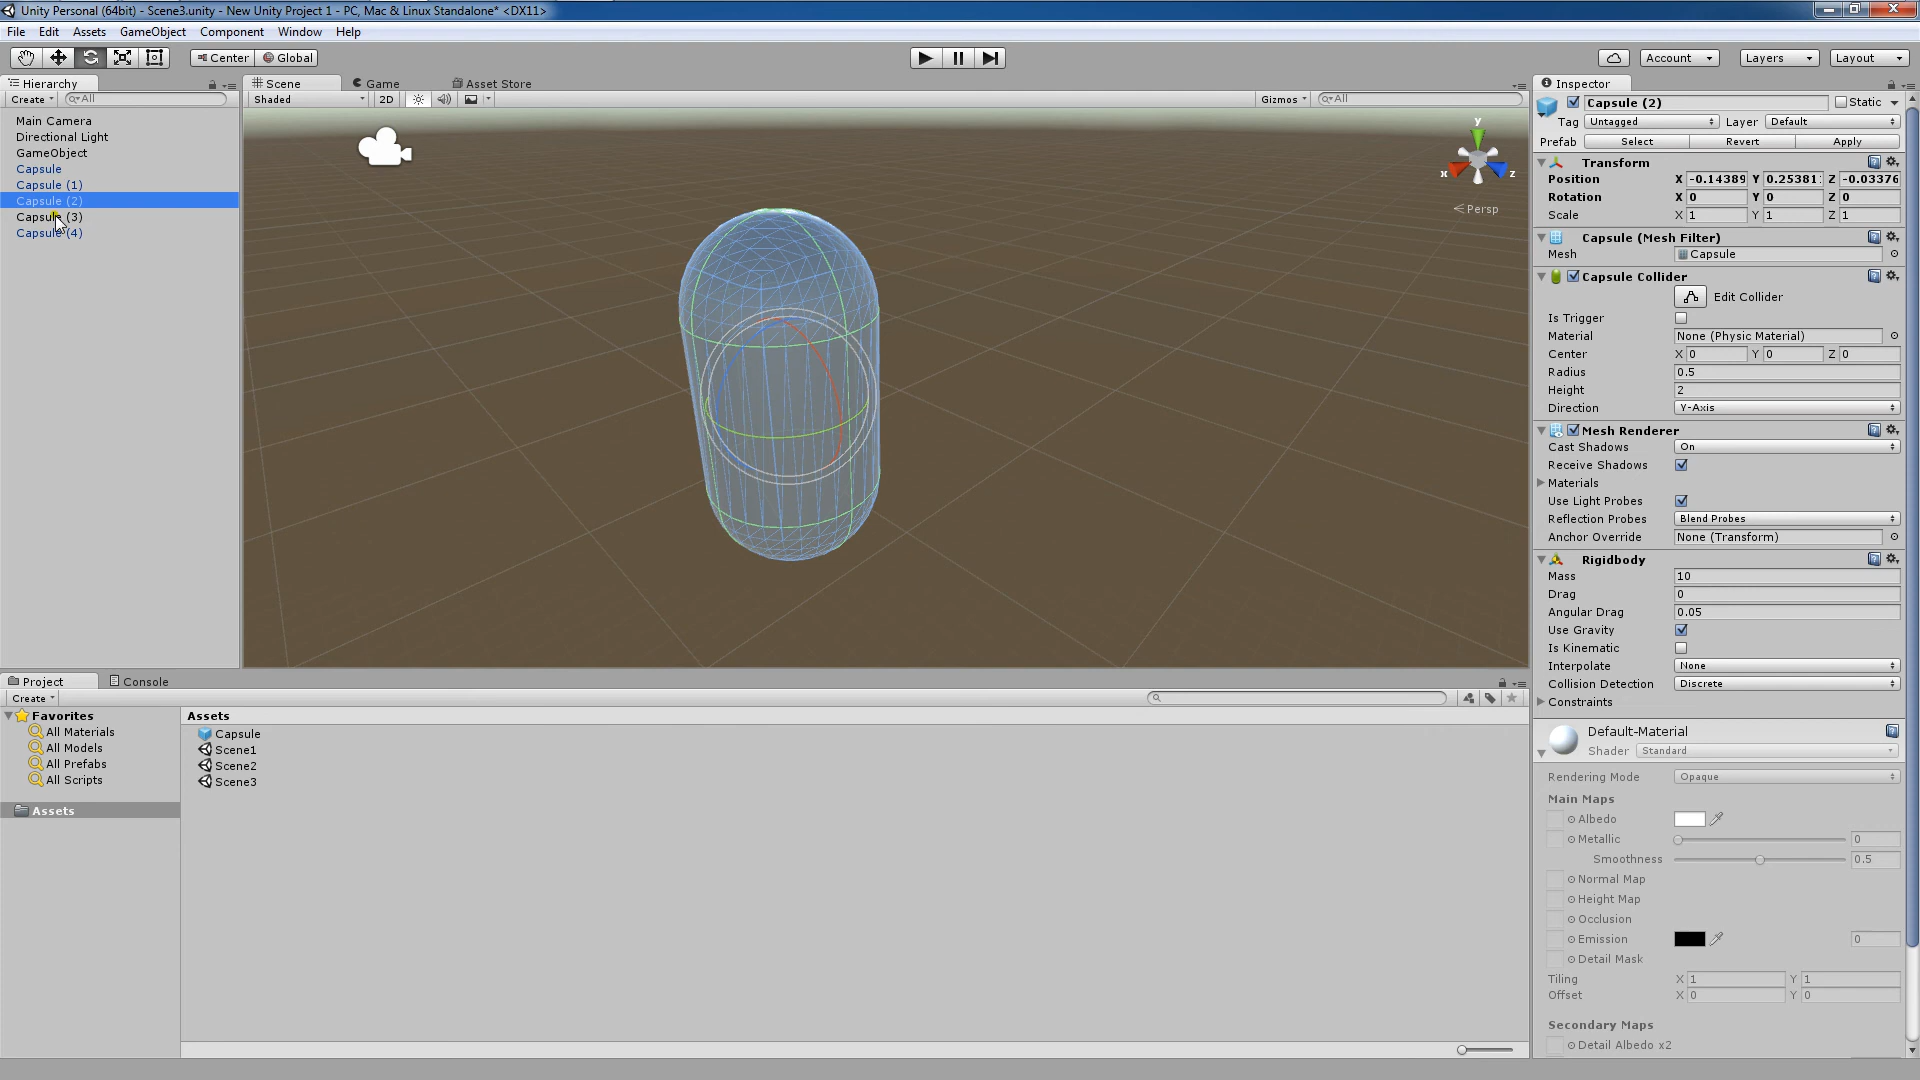 Unity Personal (64bit) - Scene3.unity - New Unity Project 1 - PC, Mac & Linux Standalone* <DX11>
File Edit Assets GameObject Component Window Help
Center Global Account Layers Layout
Hierarchy
Create All
Main Camera
Directional Light
GameObject
Capsule
Capsule (1)
Capsule (2)
Capsule (3)
Capsule (4)
Scene Game Asset Store
Shaded 2D Gizmos All
y
x z
Persp
Inspector
Capsule (2) Static
Tag Untagged Layer Default
Prefab Select Revert Apply
Transform
Position X -0.14389 Y 0.25381 Z -0.03376
Rotation X 0 Y 0 Z 0
Scale X 1 Y 1 Z 1
Capsule (Mesh Filter)
Mesh Capsule
Capsule Collider
Edit Collider
Is Trigger
Material None (Physic Material)
Center X 0 Y 0 Z 0
Radius 0.5
Height 2
Direction Y-Axis
Mesh Renderer
Cast Shadows On
Receive Shadows
Materials
Use Light Probes
Reflection Probes Blend Probes
Anchor Override None (Transform)
Rigidbody
Mass 10
Drag 0
Angular Drag 0.05
Use Gravity
Is Kinematic
Interpolate None
Collision Detection Discrete
Constraints
Default-Material
Shader Standard
Rendering Mode Opaque
Main Maps
Albedo
Metallic 0
Smoothness 0.5
Normal Map
Height Map
Occlusion
Emission 0
Detail Mask
Tiling X 1 Y 1
Offset X 0 Y 0
Secondary Maps
Detail Albedo x2
Project Console
Create
Favorites
All Materials
All Models
All Prefabs
All Scripts
Assets
Assets
Capsule
Scene1
Scene2
Scene3